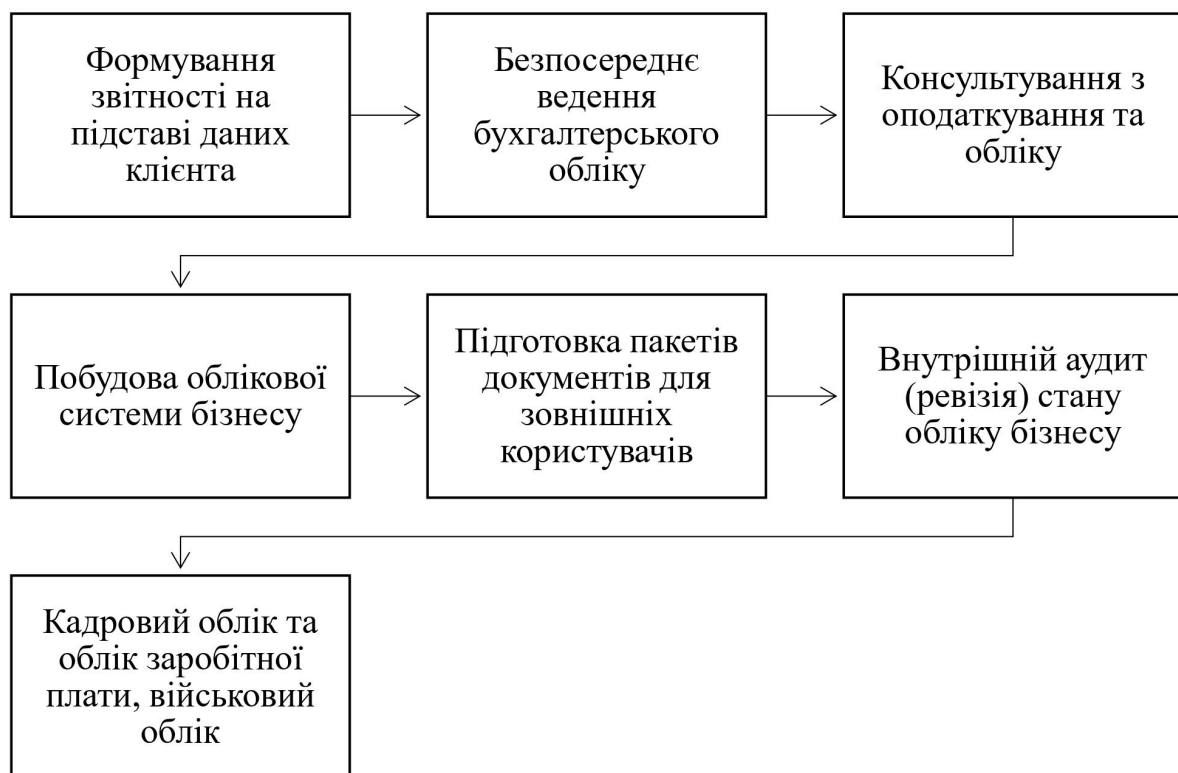 Формування
звітності на
підставі даних
клієнта
Безпосереднє
ведення
бухгалтерського
обліку
Консультування з
оподаткування та
обліку
Побудова облікової
системи бізнесу
Підготовка пакетів
документів для
зовнішніх
користувачів
Внутрішній аудит
(ревізія) стану
обліку бізнесу
Кадровий облік та
облік заробітної
плати, військовий
облік